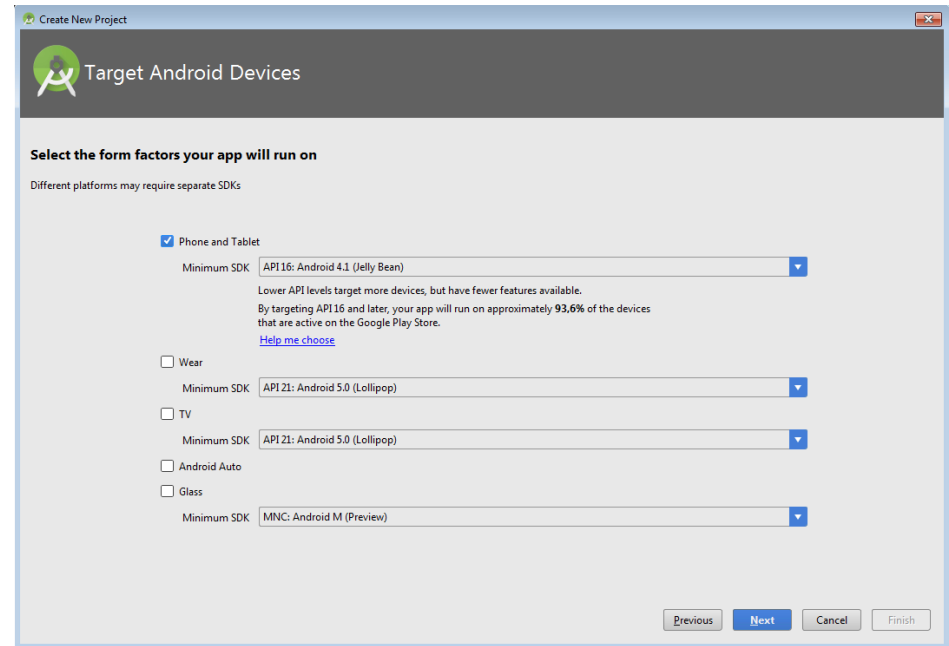 Create New Project
Target Android Devices
Select the form factors your app will run on
Different platforms may require separate SDKs
Phone and Tablet
Minimum SDK API 16: Android 4.1 (Jelly Bean)
Lower API levels target more devices, but have fewer features available.
By targeting API 16 and later, your app will run on approximately 93,6% of the devices
that are active on the Google Play Store.
Help me choose
Wear
Minimum SDK API 21: Android 5.0 (Lollipop)
TV
Minimum SDK API 21: Android 5.0 (Lollipop)
Android Auto
Glass
Minimum SDK MNC: Android M (Preview)
Previous Next Cancel Finish